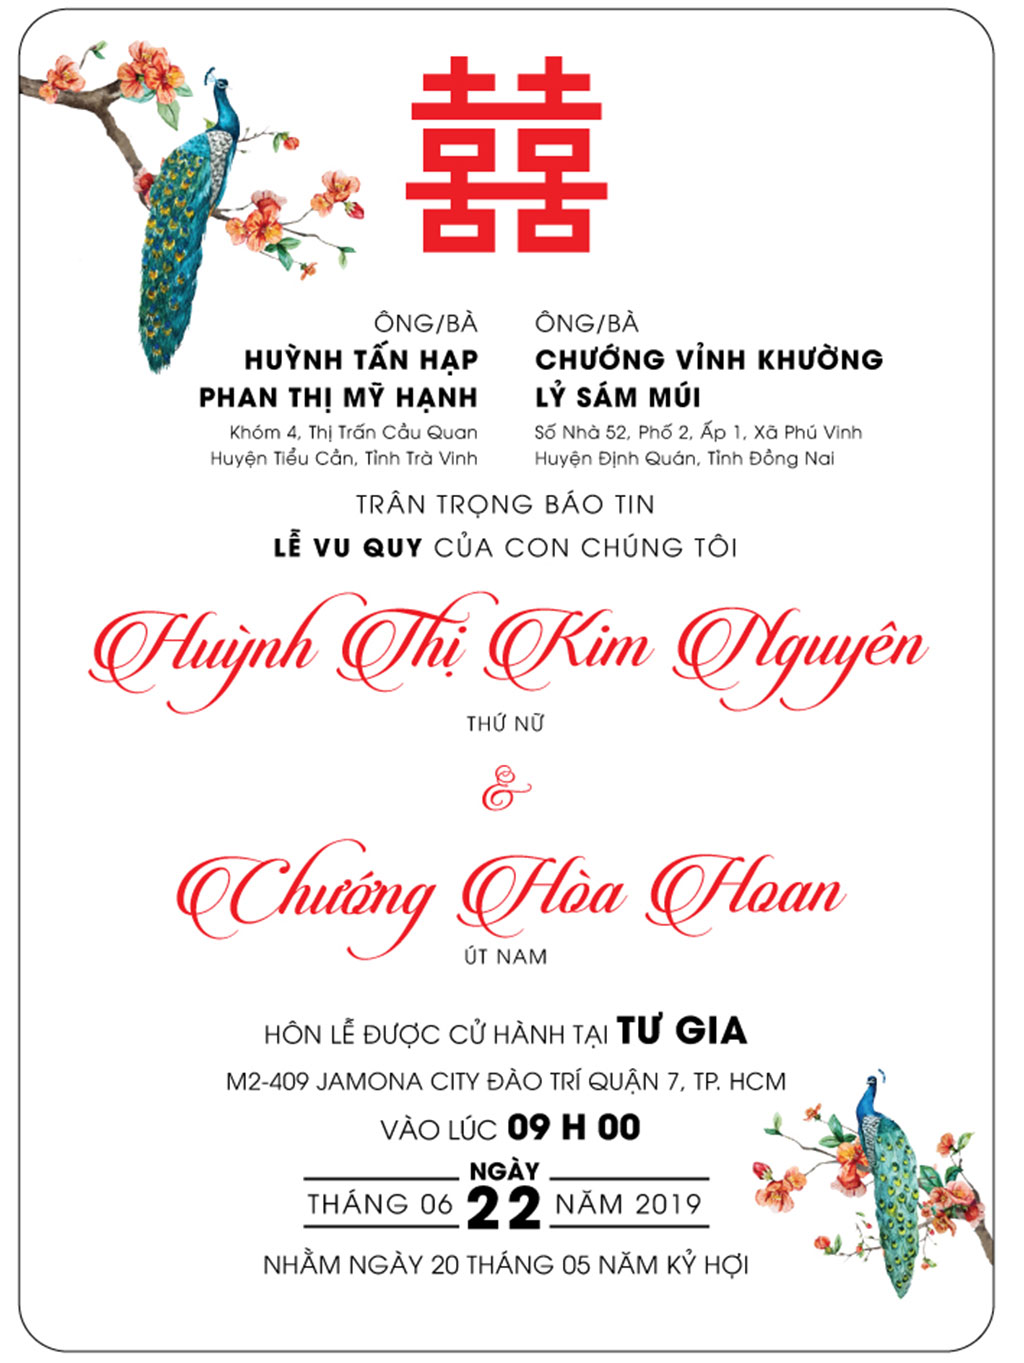 囍
ÔNG/BÀ
HUỲNH TẤN HẠP
PHAN THỊ MỸ HẠNH
Khóm 4, Thị Trấn Cầu Quan
Huyện Tiểu Cần, Tỉnh Trà Vinh
ÔNG/BÀ
CHƯỚNG VỈNH KHƯỜNG
LỶ SÁM MÚI
Số Nhà 52, Phố 2, Ấp 1, Xã Phú Vinh
Huyện Định Quán, Tỉnh Đồng Nai
TRÂN TRỌNG BÁO TIN
LỄ VU QUY CỦA CON CHÚNG TÔI
Huỳnh Thị Kim Nguyên
THỨ NỮ
&
Chướng Hòa Hoan
ÚT NAM
HÔN LỄ ĐƯỢC CỬ HÀNH TẠI TƯ GIA
M2-409 JAMONA CITY ĐÀO TRÍ QUẬN 7, TP. HCM
VÀO LÚC 09 H 00
NGÀY
THÁNG 06 22 NĂM 2019
NHẰM NGÀY 20 THÁNG 05 NĂM KỶ HỢI